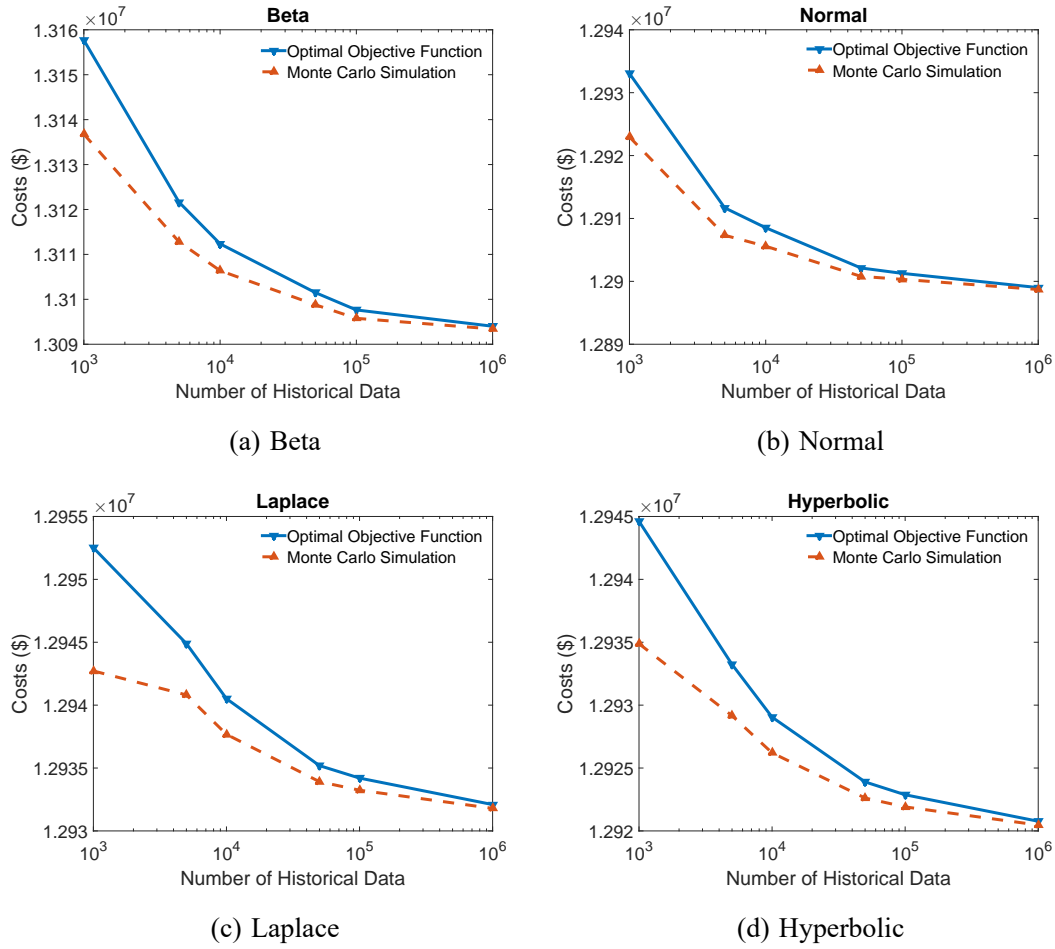 Beta
×10^7
1.316
1.315
1.314
1.313
1.312
1.311
1.31
1.309
Costs ($)
Optimal Objective Function
Monte Carlo Simulation
10^3 10^4 10^5 10^6
Number of Historical Data
(a) Beta
Normal
×10^7
1.294
1.293
1.292
1.291
1.29
1.289
Costs ($)
Optimal Objective Function
Monte Carlo Simulation
10^3 10^4 10^5 10^6
Number of Historical Data
(b) Normal
Laplace
×10^7
1.2955
1.295
1.2945
1.294
1.2935
1.293
Costs ($)
Optimal Objective Function
Monte Carlo Simulation
10^3 10^4 10^5 10^6
Number of Historical Data
(c) Laplace
Hyperbolic
×10^7
1.2945
1.294
1.2935
1.293
1.2925
1.292
Costs ($)
Optimal Objective Function
Monte Carlo Simulation
10^3 10^4 10^5 10^6
Number of Historical Data
(d) Hyperbolic